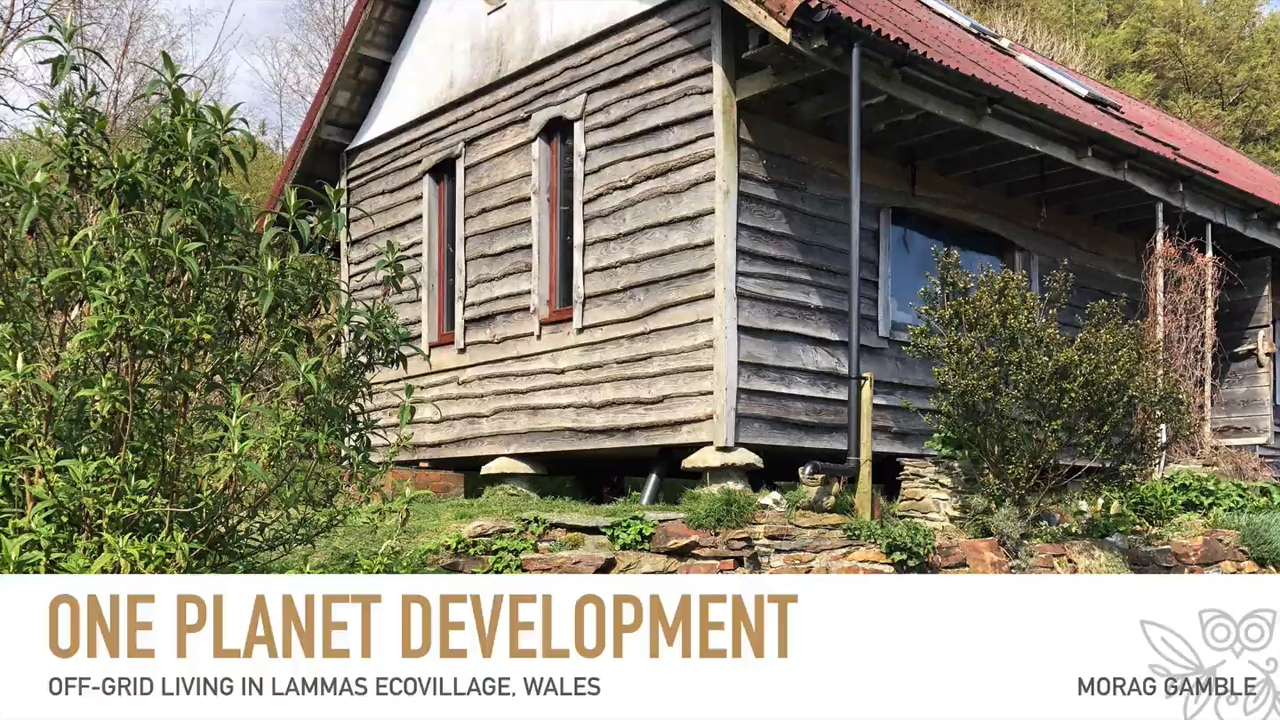 ONE PLANET DEVELOPMENT
OFF-GRID LIVING IN LAMMAS ECOVILLAGE, WALES
MORAG GAMBLE